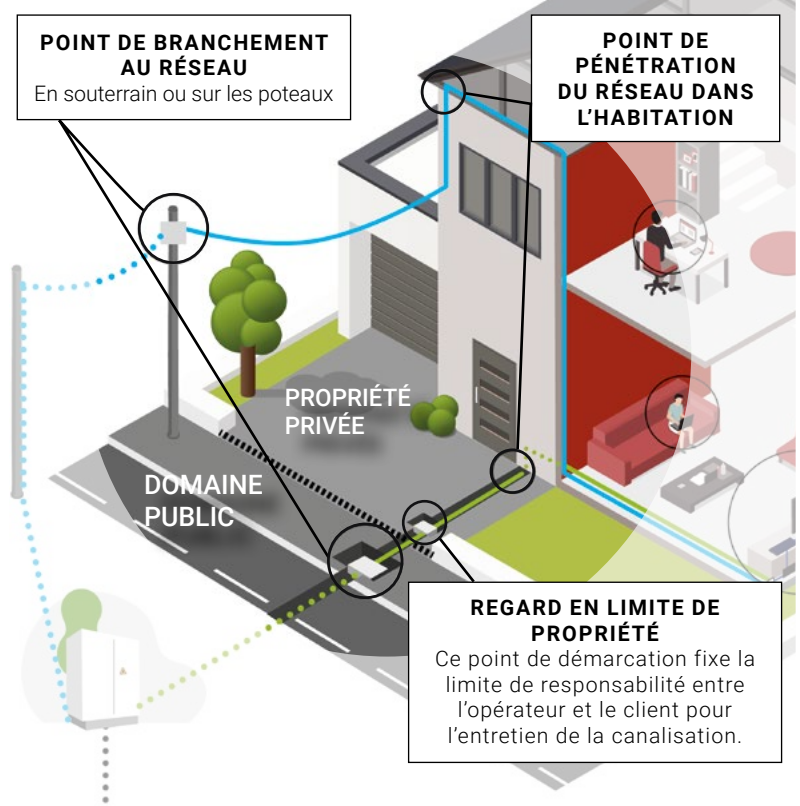 POINT DE BRANCHEMENT
AU RÉSEAU
En souterrain ou sur les poteaux
POINT DE
PÉNÉTRATION
DU RÉSEAU DANS
L’HABITATION
PROPRIÉTÉ
PRIVÉE
DOMAINE
PUBLIC
REGARD EN LIMITE DE
PROPRIÉTÉ
Ce point de démarcation fixe la
limite de responsabilité entre
l’opérateur et le client pour
l’entretien de la canalisation.